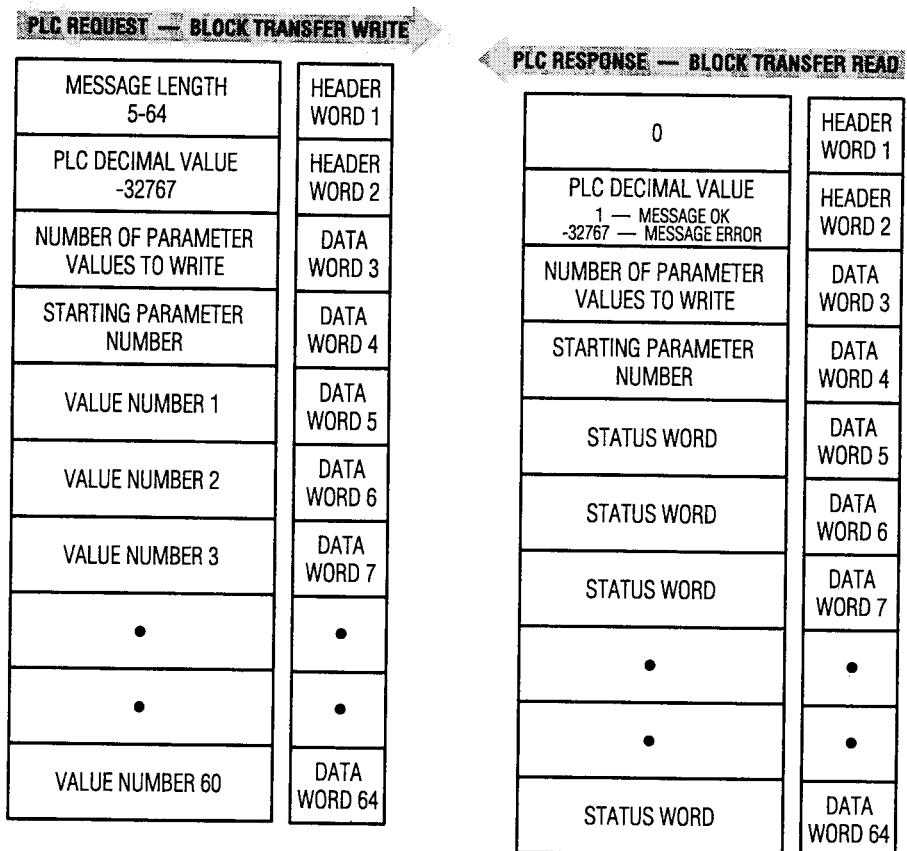 PLC REQUEST — BLOCK TRANSFER WRITE
MESSAGE LENGTH
5-64
HEADER
WORD 1
PLC DECIMAL VALUE
-32767
HEADER
WORD 2
NUMBER OF PARAMETER
VALUES TO WRITE
DATA
WORD 3
STARTING PARAMETER
NUMBER
DATA
WORD 4
VALUE NUMBER 1
DATA
WORD 5
VALUE NUMBER 2
DATA
WORD 6
VALUE NUMBER 3
DATA
WORD 7
VALUE NUMBER 60
DATA
WORD 64
PLC RESPONSE — BLOCK TRANSFER READ
0
HEADER
WORD 1
PLC DECIMAL VALUE
1 — MESSAGE OK
-32767 — MESSAGE ERROR
HEADER
WORD 2
NUMBER OF PARAMETER
VALUES TO WRITE
DATA
WORD 3
STARTING PARAMETER
NUMBER
DATA
WORD 4
STATUS WORD
DATA
WORD 5
STATUS WORD
DATA
WORD 6
STATUS WORD
DATA
WORD 7
STATUS WORD
DATA
WORD 64